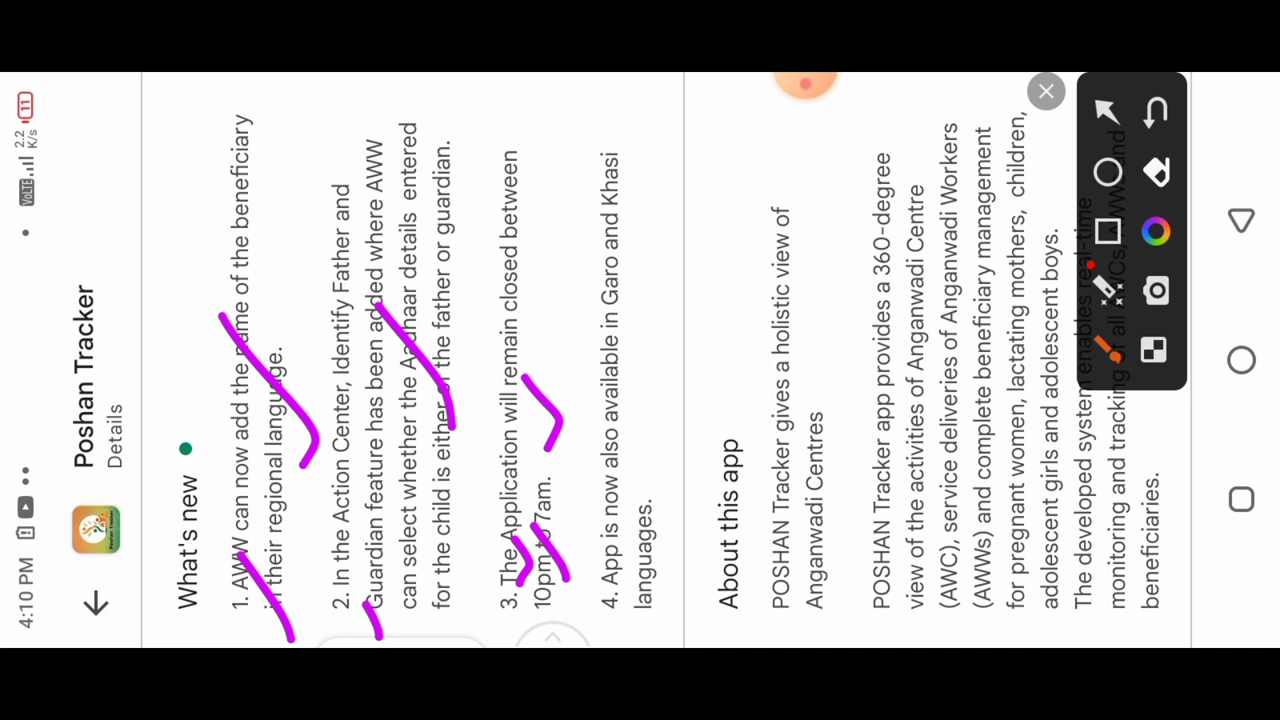 4:10 PM
VoLTE
2.2
K/s
11
Poshan Tracker
Details
What's new
1. AWW can now add the name of the beneficiary
in their regional language.
2. In the Action Center, Identify Father and
Guardian feature has been added where AWW
can select whether the Aadhaar details entered
for the child is either of the father or guardian.
3. The Application will remain closed between
10pm to 7am.
4. App is now also available in Garo and Khasi
languages.
About this app
POSHAN Tracker gives a holistic view of
Anganwadi Centres
POSHAN Tracker app provides a 360-degree
view of the activities of Anganwadi Centre
(AWC), service deliveries of Anganwadi Workers
(AWWs) and complete beneficiary management
for pregnant women, lactating mothers, children,
adolescent girls and adolescent boys.
The developed system enables real-time
monitoring and tracking of all AWCs, AWWs and
beneficiaries.